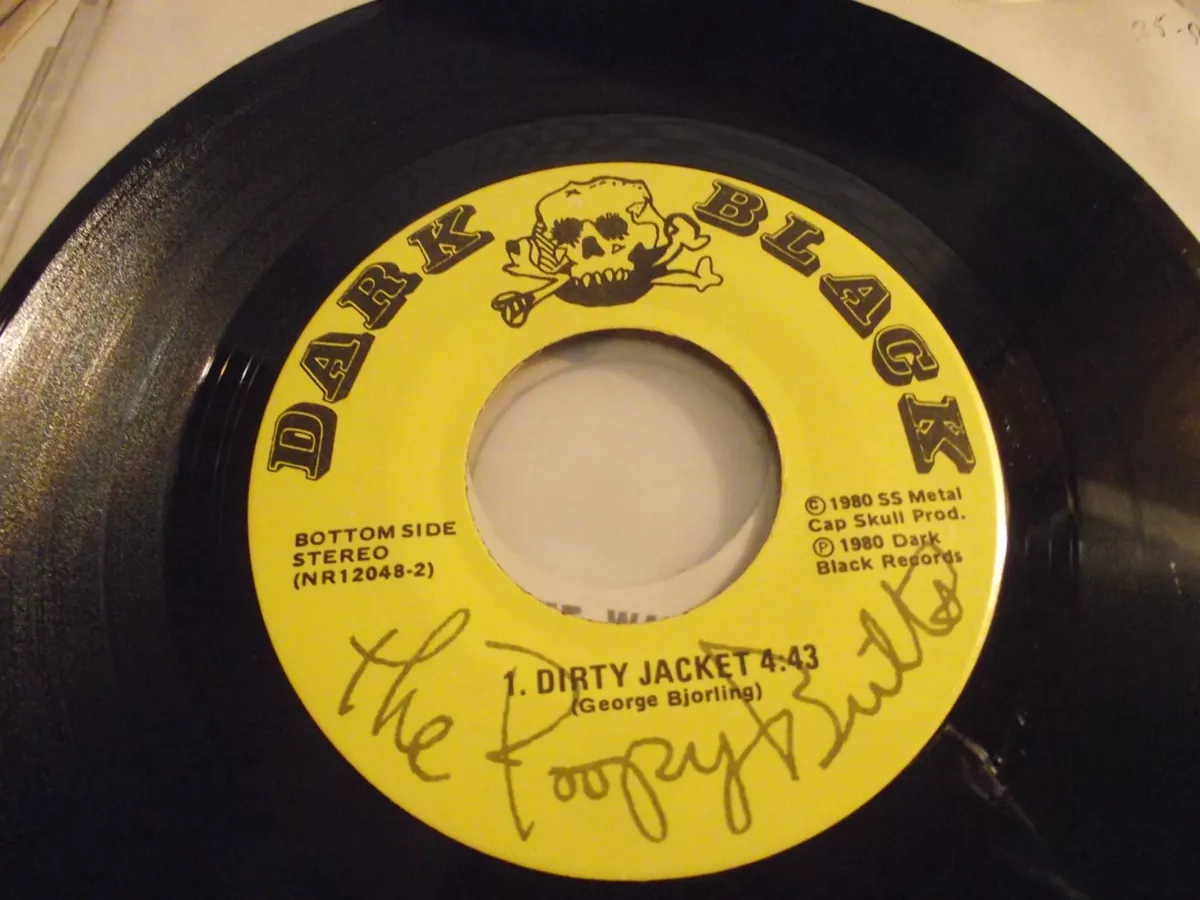 DARK BLACK
BOTTOM SIDE
STEREO
(NR12048-2)
© 1980 SS Metal
Cap Skull Prod.
℗ 1980 Dark
Black Records
1. DIRTY JACKET 4:43
(George Bjorling)
the Poopy Butts